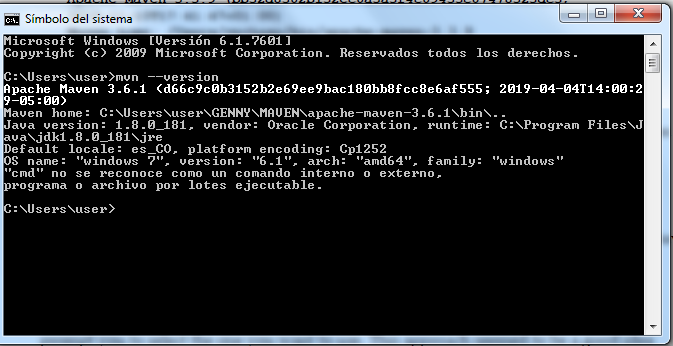 Símbolo del sistema
Microsoft Windows [Versión 6.1.7601]
Copyright (c) 2009 Microsoft Corporation. Reservados todos los derechos.
C:\Users\user>mvn --version
Apache Maven 3.6.1 (d66c9c0b3152b2e69ee9bac180bb8fcc8e6af555; 2019-04-04T14:00:2
9-05:00)
Maven home: C:\Users\user\GENNY\MAVEN\apache-maven-3.6.1\bin\..
Java version: 1.8.0_181, vendor: Oracle Corporation, runtime: C:\Program Files\J
ava\jdk1.8.0_181\jre
Default locale: es_CO, platform encoding: Cp1252
OS name: "windows 7", version: "6.1", arch: "amd64", family: "windows"
"cmd" no se reconoce como un comando interno o externo,
programa o archivo por lotes ejecutable.
C:\Users\user>